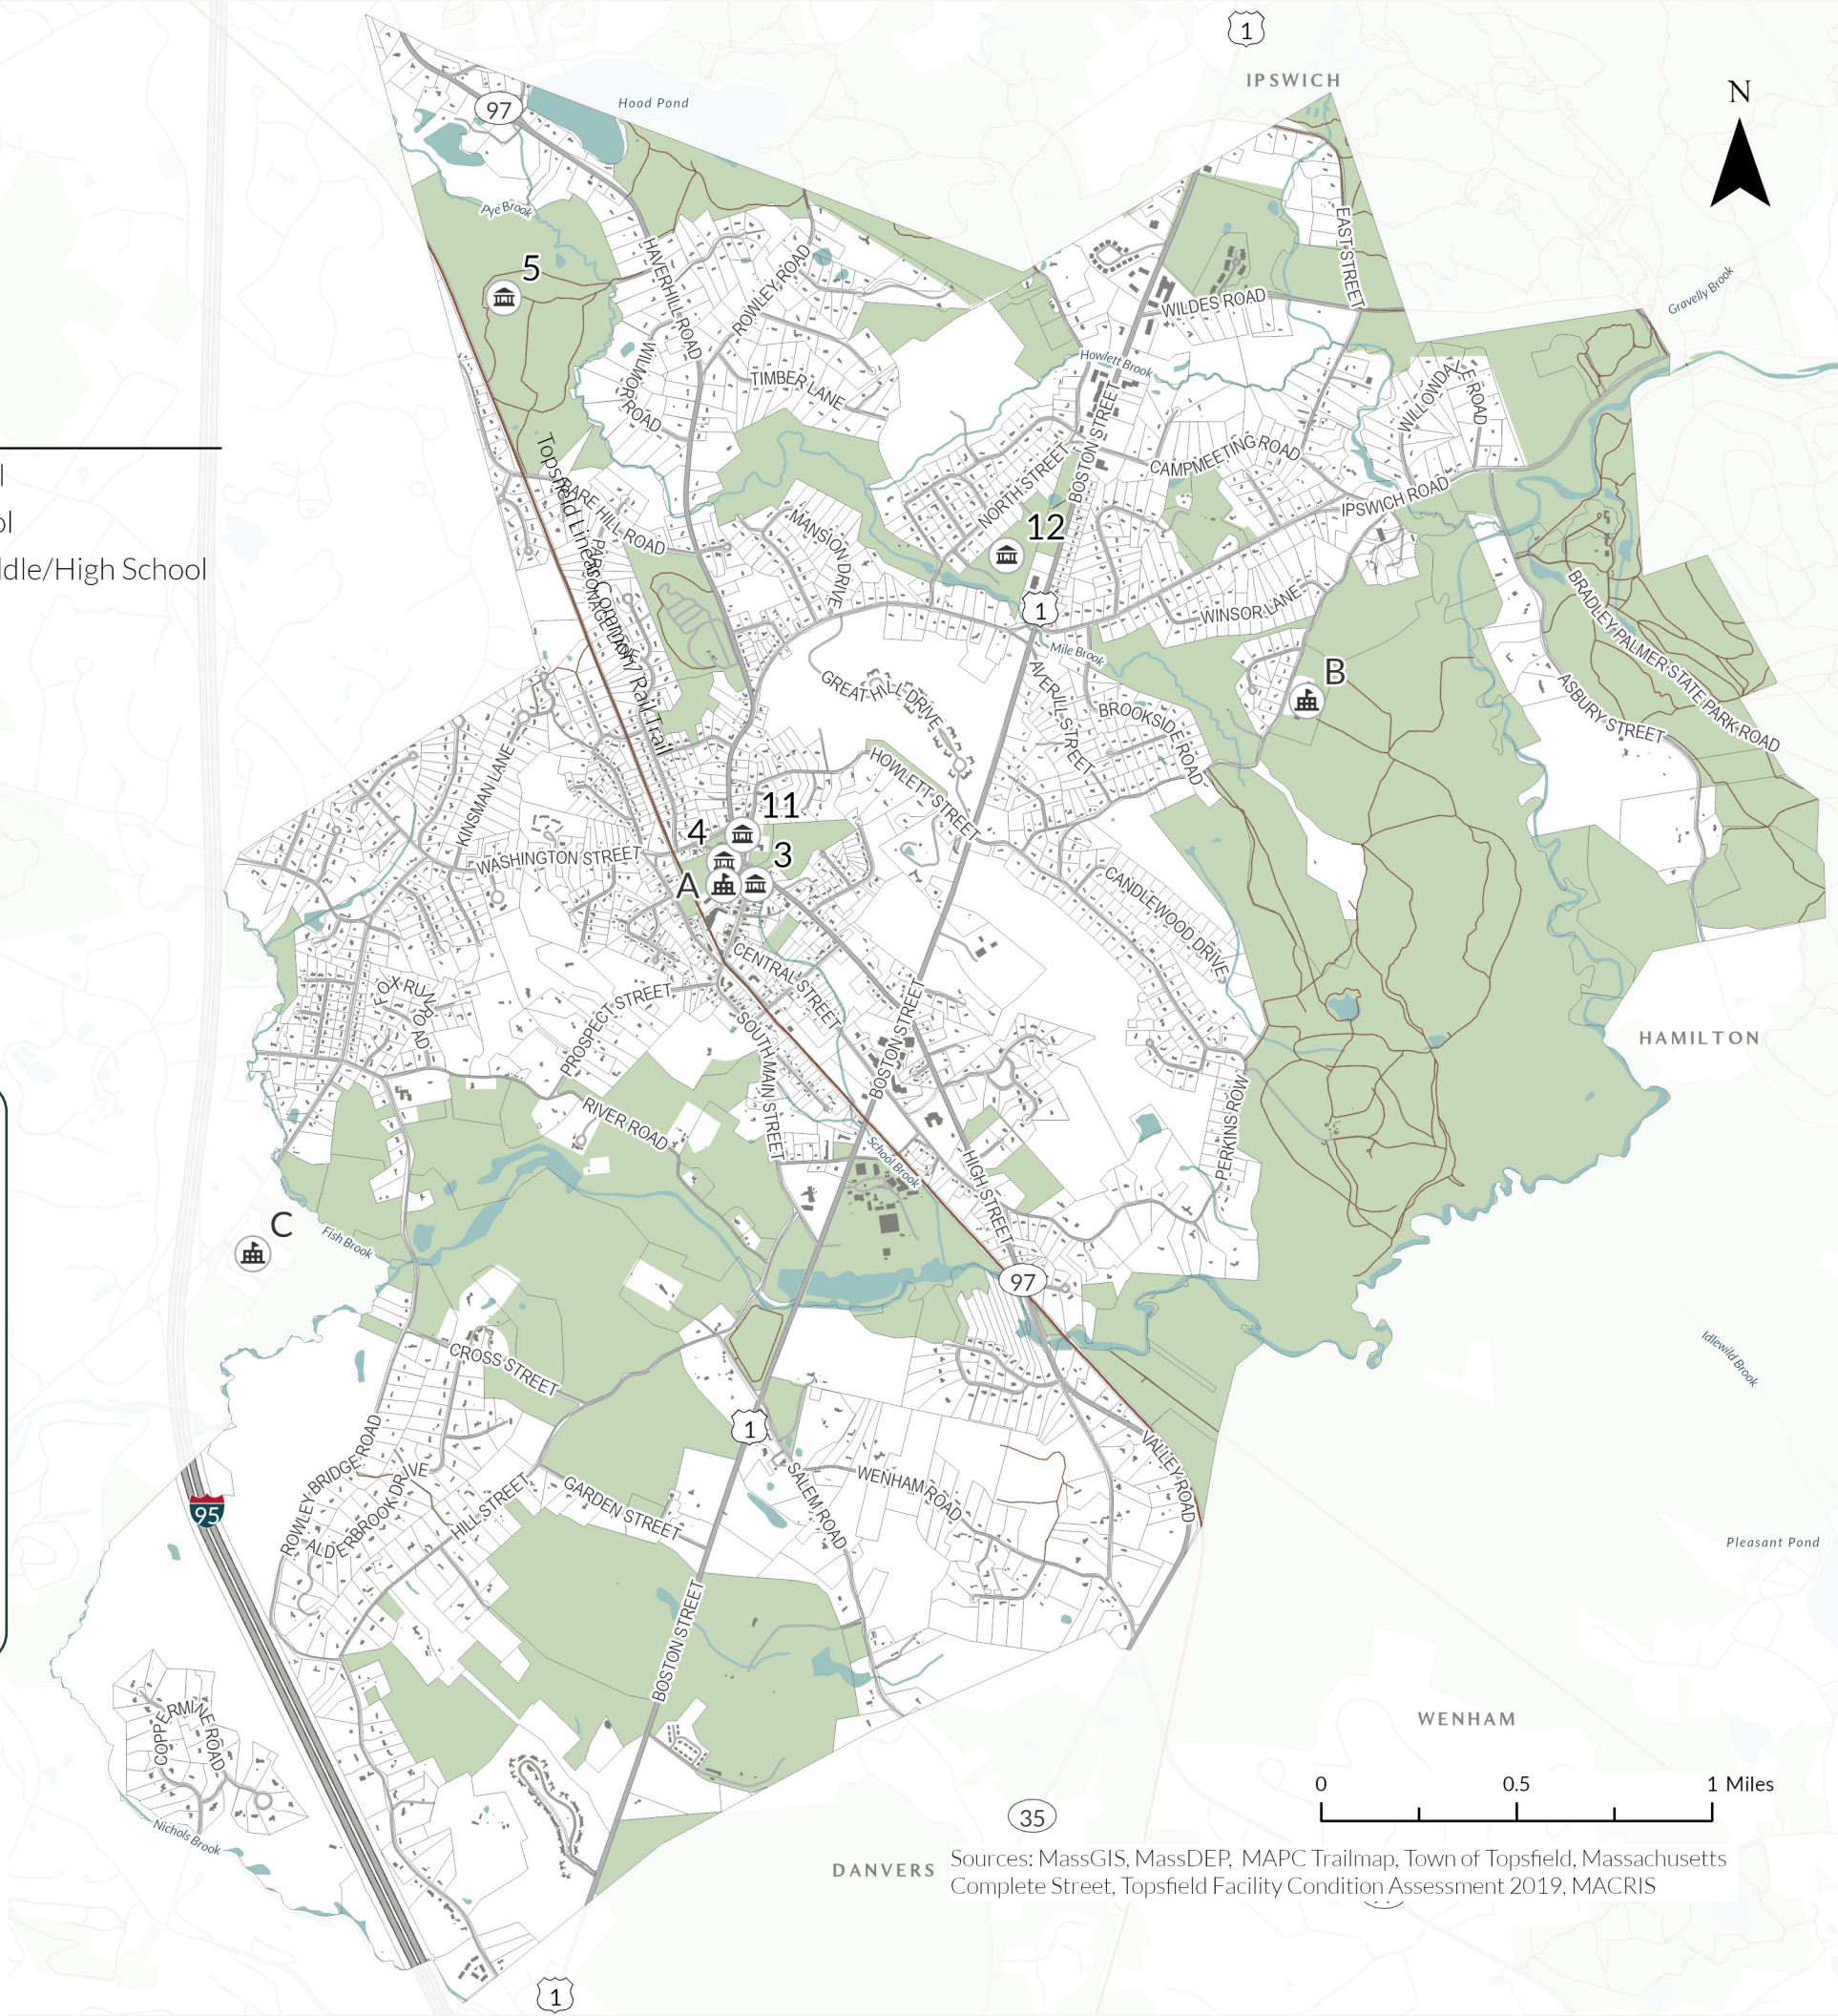 1
IPSWICH
N
Hood Pond
97
Pye Brook
5
HAVERHILL ROAD
ROWLEY ROAD
WILMOR ROAD
TIMBER LANE
EAST STREET
WILDES ROAD
Howlett Brook
Gravelly Brook
WILLOWDALE ROAD
BOSTON STREET
NORTH STREET
CAMPMEETING ROAD
IPSWICH ROAD
l
ol
ddle/High School
Topsfield Linear Common/ Rail Trail
BARE HILL ROAD
MANSION DRIVE
12
1
WINSOR LANE
Mile Brook
BRADLEY PALMER STATE PARK ROAD
ASBURY STREET
B
GREAT HILL DRIVE
AVERILL STREET
BROOKSIDE ROAD
HOWLETT STREET
KINSMAN LANE
WASHINGTON STREET
11
4
3
A
CANDLEWOOD DRIVE
CENTRAL STREET
FOX RUN ROAD
PROSPECT STREET
SOUTH MAIN STREET
BOSTON STREET
HAMILTON
RIVER ROAD
School Brook
HIGH STREET
PERKINS ROW
C
Fish Brook
97
CROSS STREET
Idlewild Brook
1
ROWLEY BRIDGE ROAD
ALDERBROOK DRIVE
HILL STREET
GARDEN STREET
SALEM ROAD
WENHAM ROAD
VALLEY ROAD
95
Pleasant Pond
BOSTON STREET
COPPERMINE ROAD
WENHAM
Nichols Brook
0 0.5 1 Miles
35
DANVERS
Sources: MassGIS, MassDEP, MAPC Trailmap, Town of Topsfield, Massachusetts
Complete Street, Topsfield Facility Condition Assessment 2019, MACRIS
1